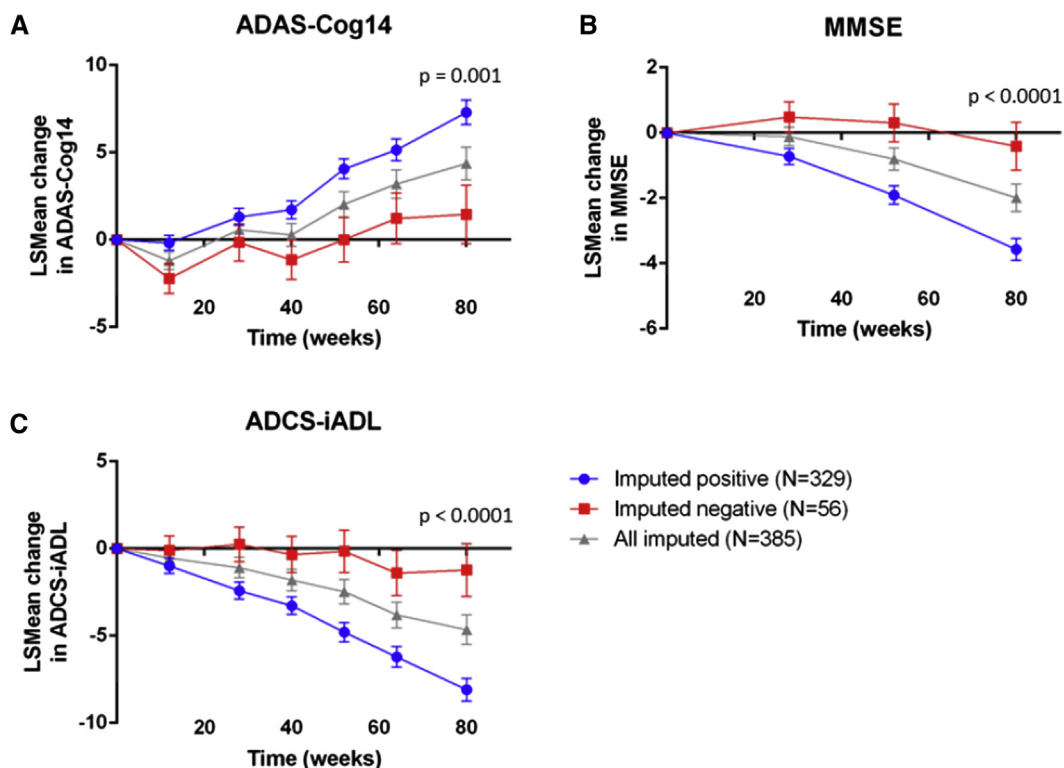 A
ADAS-Cog14
10
5
0
-5
LSMean change
in ADAS-Cog14
p = 0.001
20
40
60
80
Time (weeks)
B
MMSE
2
0
-2
-4
-6
LSMean change
in MMSE
p < 0.0001
20
40
60
80
Time (weeks)
C
ADCS-iADL
5
0
-5
-10
LSMean change
in ADCS-iADL
p < 0.0001
20
40
60
80
Time (weeks)
Imputed positive (N=329)
Imputed negative (N=56)
All imputed (N=385)